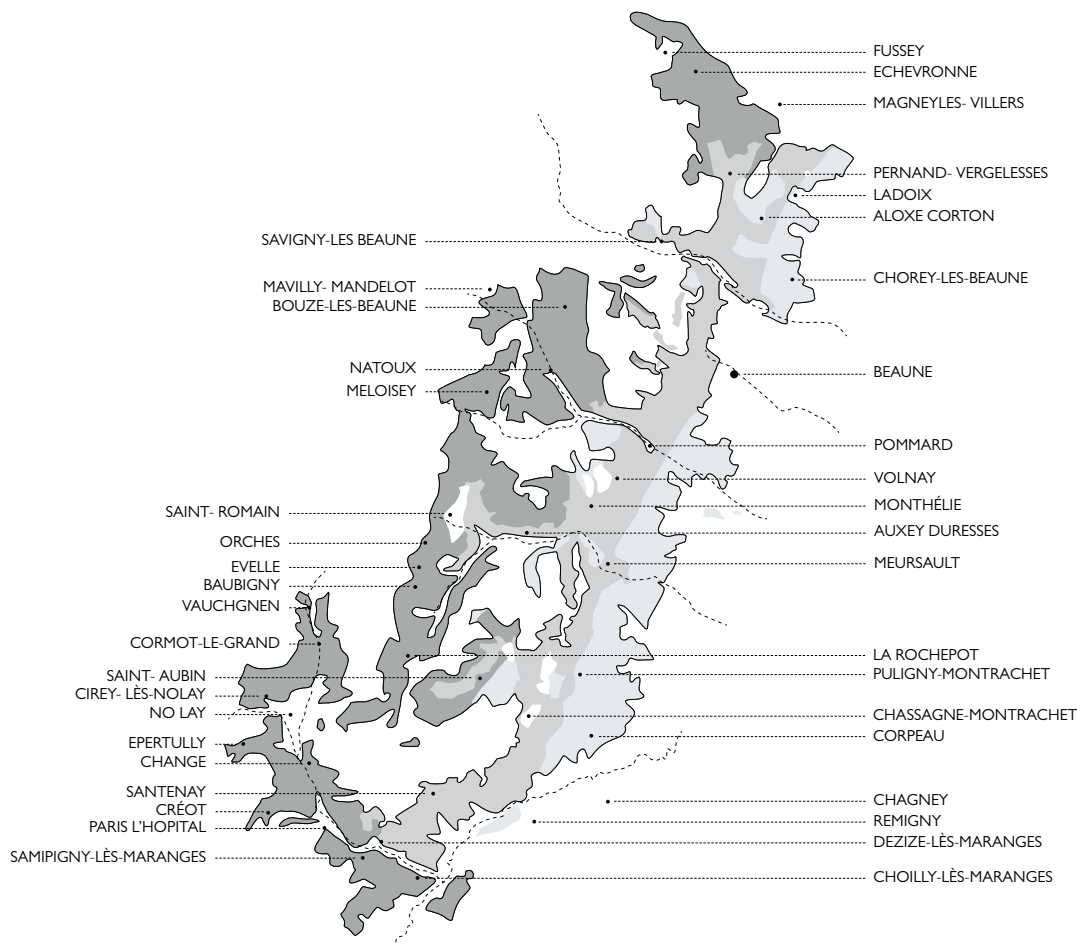 FUSSEY
ECHEVRONNE
MAGNEYLES- VILLERS
PERNAND- VERGELESSES
LADOIX
ALOXE CORTON
SAVIGNY-LES BEAUNE
CHOREY-LES-BEAUNE
MAVILLY- MANDELOT
BOUZE-LES-BEAUNE
NATOUX
BEAUNE
MELOISEY
POMMARD
VOLNAY
MONTHÉLIE
SAINT- ROMAIN
AUXEY DURESSES
ORCHES
MEURSAULT
EVELLE
BAUBIGNY
VAUCHGNEN
CORMOT-LE-GRAND
LA ROCHEPOT
SAINT- AUBIN
PULIGNY-MONTRACHET
CIREY- LÈS-NOLAY
NO LAY
CHASSAGNE-MONTRACHET
CORPEAU
EPERTULLY
CHANGE
SANTENAY
CHAGNEY
CRÉOT
REMIGNY
PARIS L'HOPITAL
DEZIZE-LÈS-MARANGES
SAMIPIGNY-LÈS-MARANGES
CHOILLY-LÈS-MARANGES